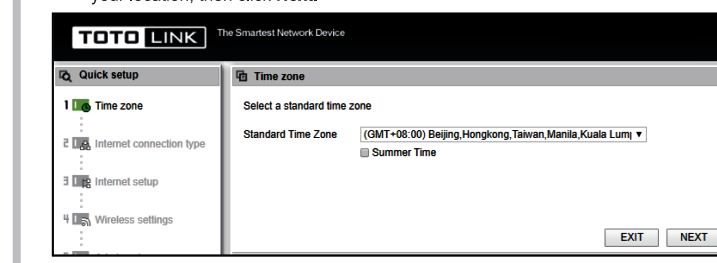 your location, then click Next.
TOTO LINK The Smartest Network Device
Quick setup
1 Time zone
2 Internet connection type
3 Internet setup
4 Wireless settings
Time zone
Select a standard time zone
Standard Time Zone (GMT+08:00) Beijing,Hongkong,Taiwan,Manila,Kuala Lump
Summer Time
EXIT NEXT